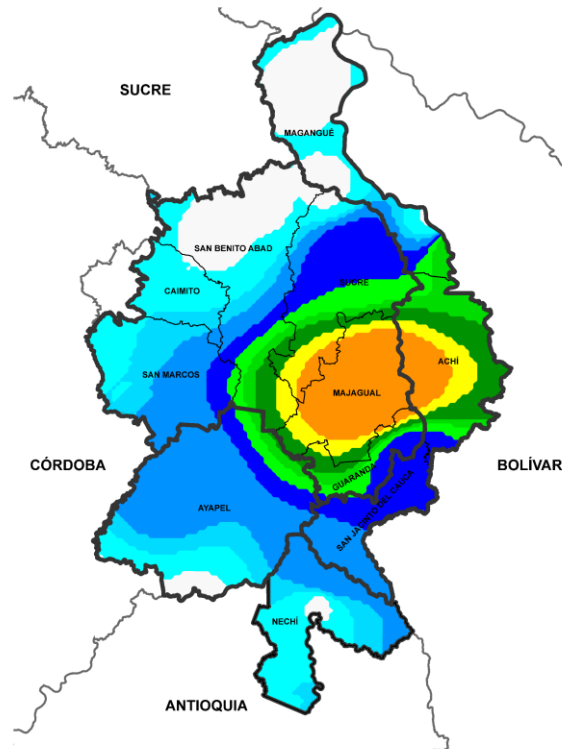 SUCRE
MAGANGUÉ
SAN BENITO ABAD
CAIMITO
SUCRE
SAN MARCOS
ACHÍ
MAJAGUAL
CÓRDOBA
BOLÍVAR
GUARANDA
AYAPEL
SAN JACINTO DEL CAUCA
NECHÍ
ANTIOQUIA